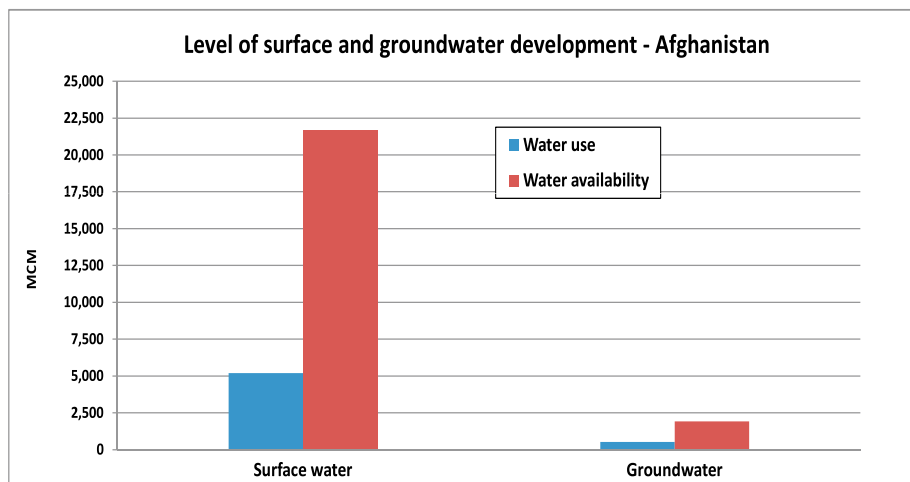 Level of surface and groundwater development - Afghanistan
25,000
22,500
20,000
17,500
15,000
12,500
10,000
7,500
5,000
2,500
0
MCM
Water use
Water availability
Surface water
Groundwater